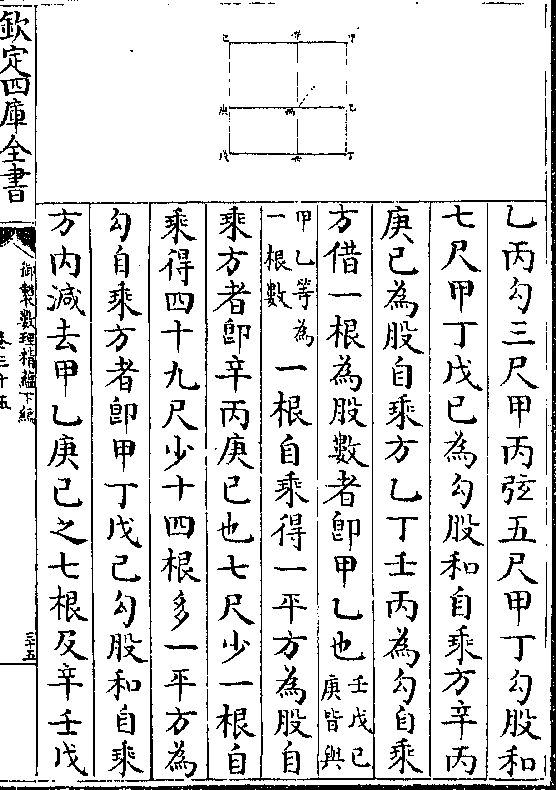 己 辛 甲
庚 丙 乙
戊 壬 丁
乙丙勾三尺甲丙弦五尺甲丁勾股和
七尺甲丁戊己為勾股和自乘方辛丙
庚己為股自乘方乙丁壬丙為勾自乘
方借一根為股數者即甲乙也
壬戊己
庚皆與
甲乙等為
一根數
一根自乘得一平方為股自
乘方者即辛丙庚己也七尺少一根自
乘得四十九尺少十四根多一平方為
勾自乘方者即甲丁戊己勾股和自乘
方内減去甲乙庚己之七根及辛壬戊
欽定四庫全書
御製數理精蘊下編
卷三十五